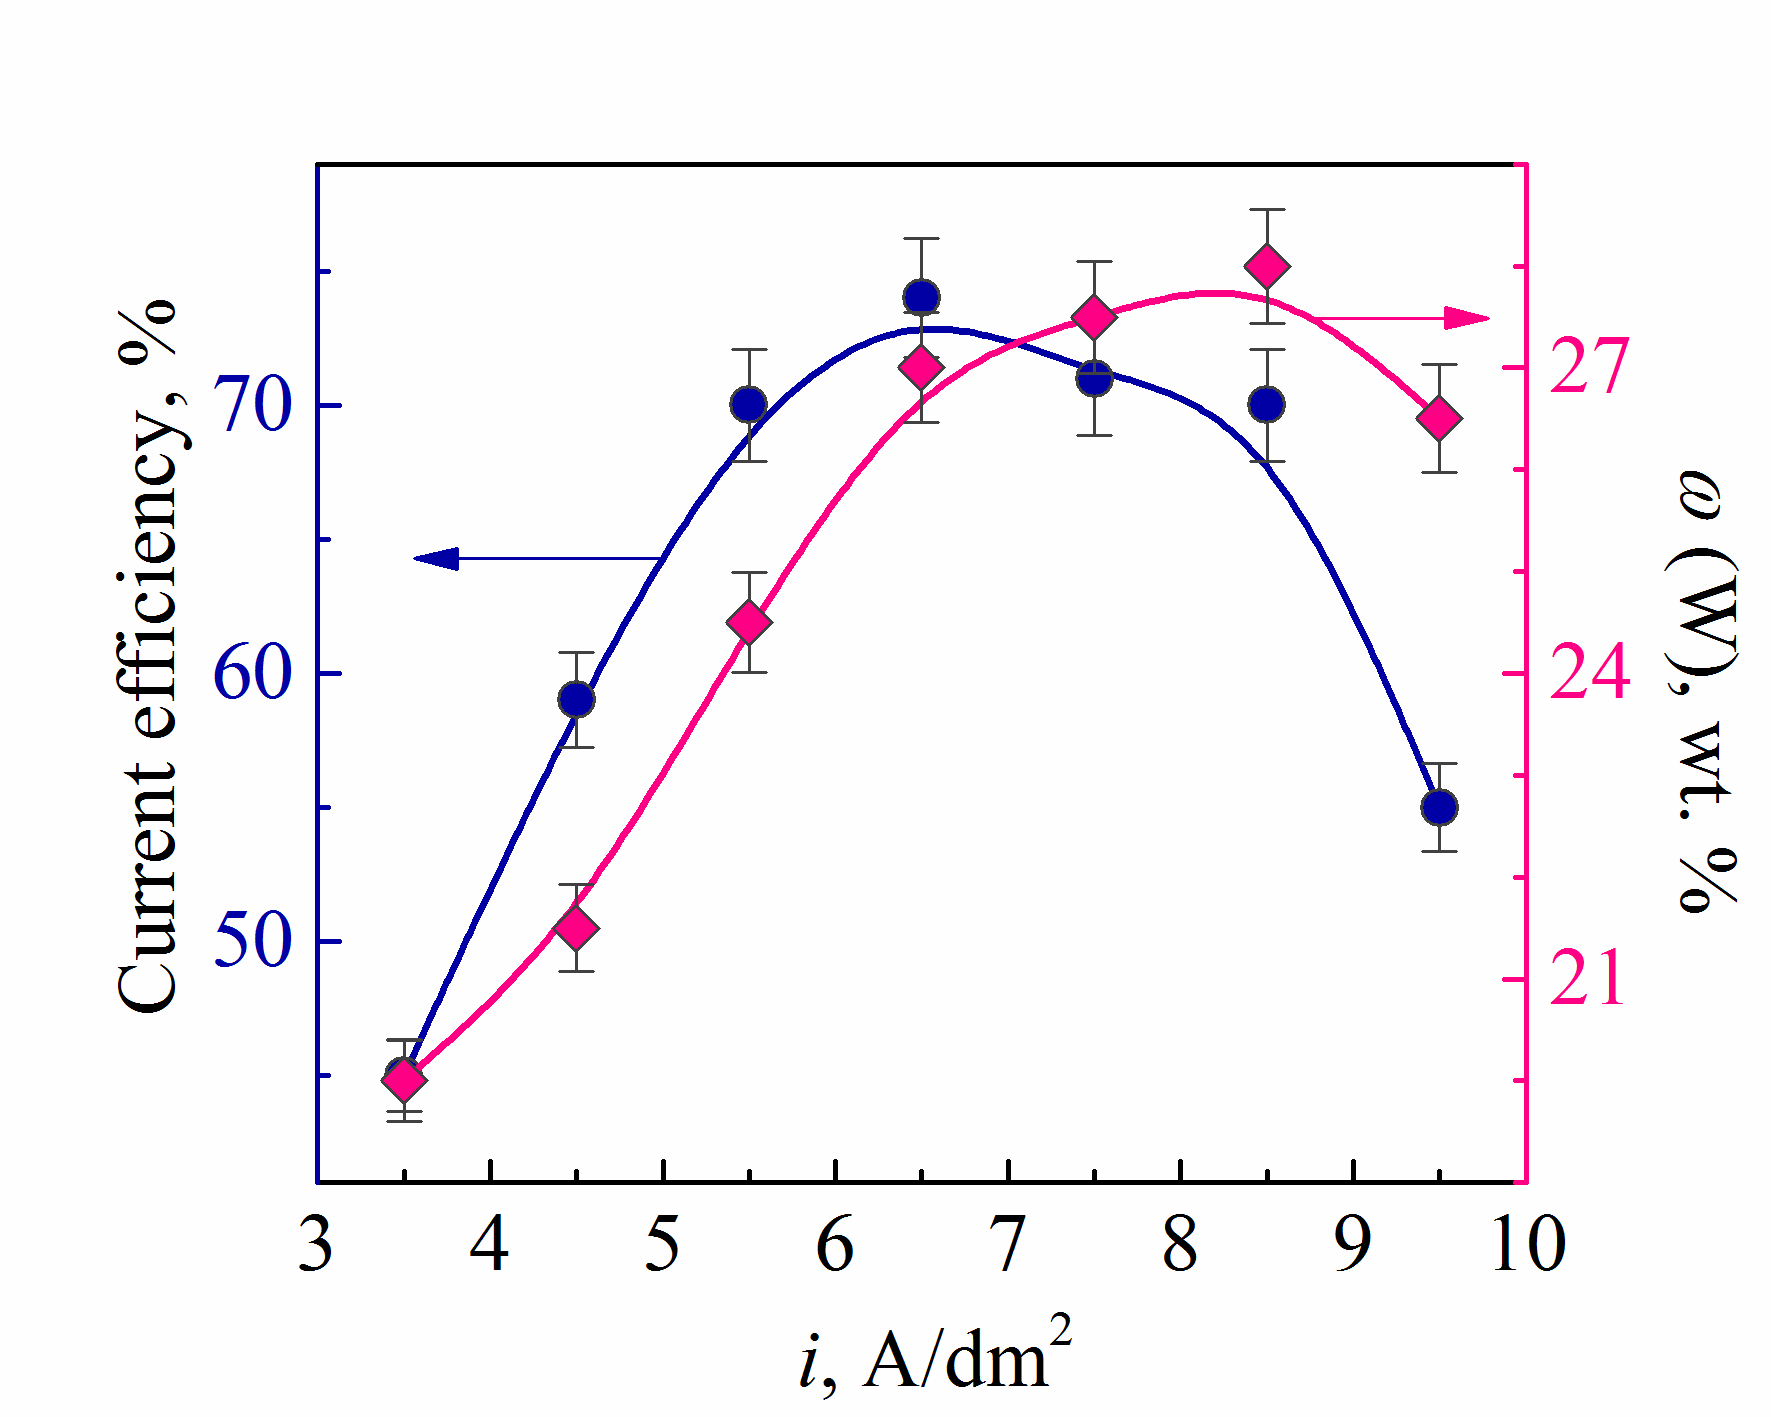 Current efficiency, %
70
60
50
27
24
21
ω (W), wt. %
3 4 5 6 7 8 9 10
i, A/dm²